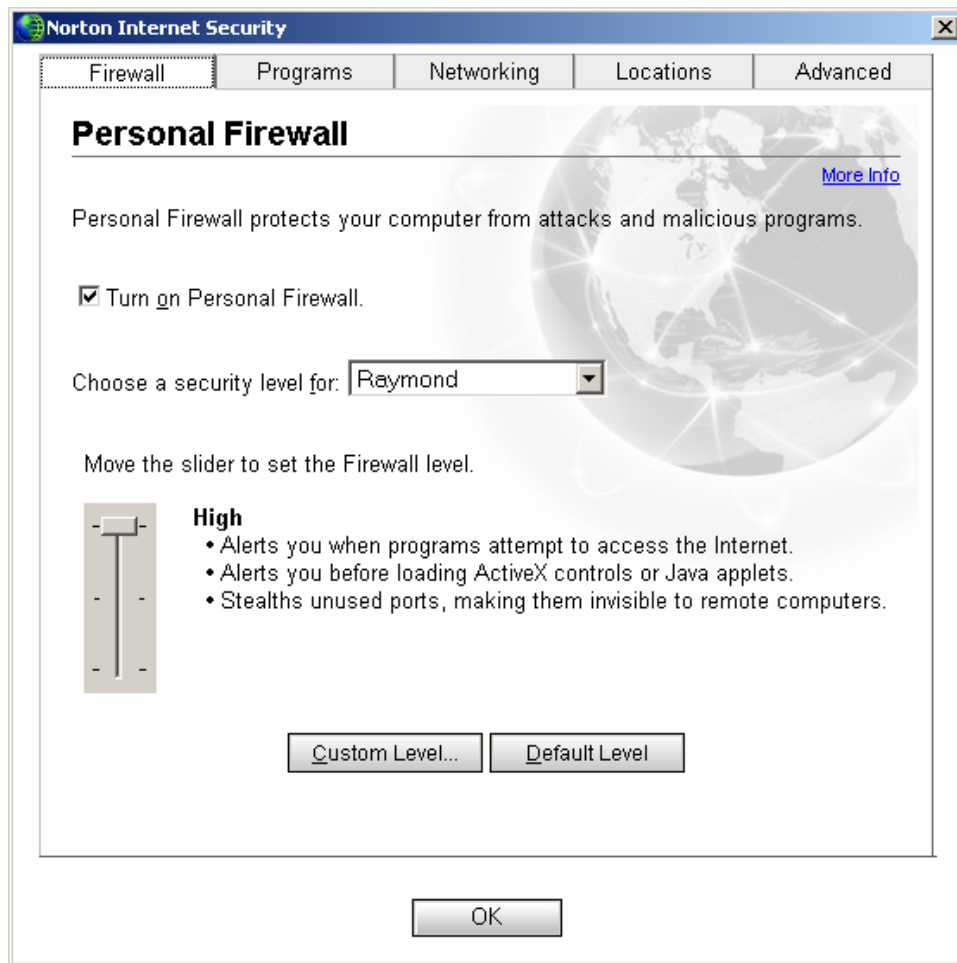 Norton Internet Security
Firewall Programs Networking Locations Advanced
Personal Firewall
More Info
Personal Firewall protects your computer from attacks and malicious programs.
Turn on Personal Firewall.
Choose a security level for: Raymond
Move the slider to set the Firewall level.
High
• Alerts you when programs attempt to access the Internet.
• Alerts you before loading ActiveX controls or Java applets.
• Stealths unused ports, making them invisible to remote computers.
Custom Level... Default Level
OK